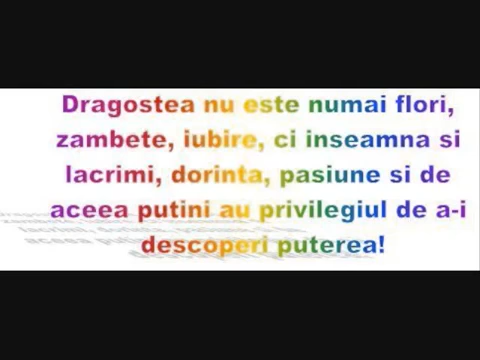 Dragostea nu este numai flori,
zambete, iubire, ci inseamna si
lacrimi, dorinta, pasiune si de
aceea putini au privilegiul de a-i
descoperi puterea!